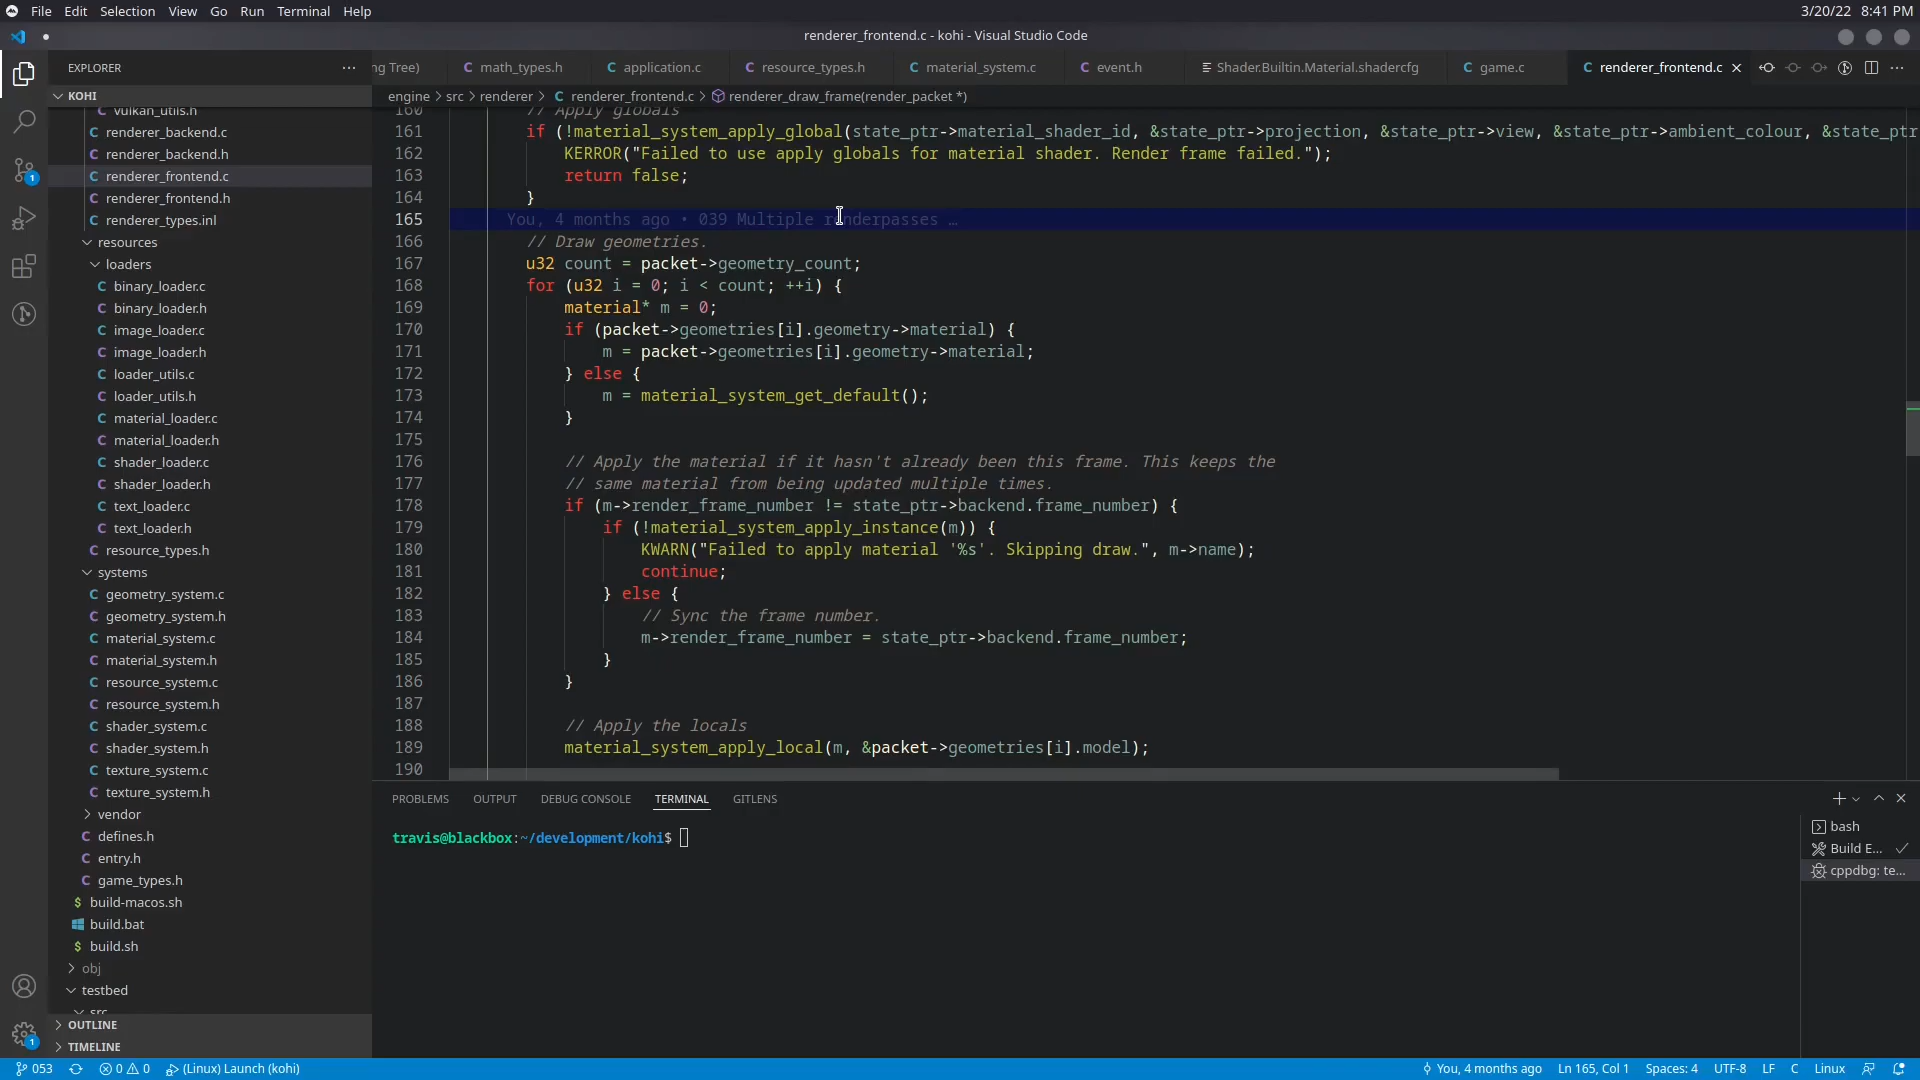 File Edit Selection View Go Run Terminal Help
3/20/22 8:41 PM
renderer_frontend.c - kohi - Visual Studio Code
EXPLORER
ng Tree) math_types.h application.c resource_types.h material_system.c event.h Shader.Builtin.Material.shadercfg game.c renderer_frontend.c
KOHI
engine > src > renderer > renderer_frontend.c > renderer_draw_frame(render_packet *)
vulkan_utils.h
renderer_backend.c
renderer_backend.h
renderer_frontend.c
renderer_frontend.h
renderer_types.inl
resources
loaders
binary_loader.c
binary_loader.h
image_loader.c
image_loader.h
loader_utils.c
loader_utils.h
material_loader.c
material_loader.h
shader_loader.c
shader_loader.h
text_loader.c
text_loader.h
resource_types.h
systems
geometry_system.c
geometry_system.h
material_system.c
material_system.h
resource_system.c
resource_system.h
shader_system.c
shader_system.h
texture_system.c
texture_system.h
vendor
defines.h
entry.h
game_types.h
build-macos.sh
build.bat
build.sh
obj
testbed
src
OUTLINE
TIMELINE
160 // Apply globals
161 if (!material_system_apply_global(state_ptr->material_shader_id, &state_ptr->projection, &state_ptr->view, &state_ptr->ambient_colour, &state_ptr
162 KERROR("Failed to use apply globals for material shader. Render frame failed.");
163 return false;
164 }
165 You, 4 months ago • 039 Multiple renderpasses …
166 // Draw geometries.
167 u32 count = packet->geometry_count;
168 for (u32 i = 0; i < count; ++i) {
169 material* m = 0;
170 if (packet->geometries[i].geometry->material) {
171 m = packet->geometries[i].geometry->material;
172 } else {
173 m = material_system_get_default();
174 }
175
176 // Apply the material if it hasn't already been this frame. This keeps the
177 // same material from being updated multiple times.
178 if (m->render_frame_number != state_ptr->backend.frame_number) {
179 if (!material_system_apply_instance(m)) {
180 KWARN("Failed to apply material '%s'. Skipping draw.", m->name);
181 continue;
182 } else {
183 // Sync the frame number.
184 m->render_frame_number = state_ptr->backend.frame_number;
185 }
186 }
187
188 // Apply the locals
189 material_system_apply_local(m, &packet->geometries[i].model);
190
PROBLEMS OUTPUT DEBUG CONSOLE TERMINAL GITLENS
travis@blackbox:~/development/kohi$
bash
Build E...
cppdbg: te...
053 0 0 (Linux) Launch (kohi)
You, 4 months ago Ln 165, Col 1 Spaces: 4 UTF-8 LF C Linux